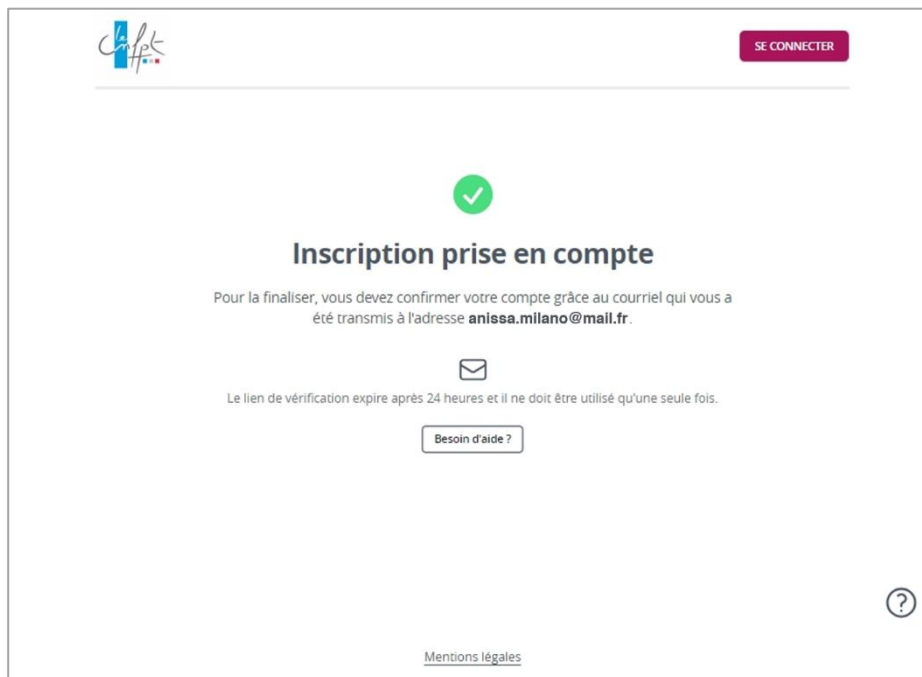 le
cnfpt
SE CONNECTER
Inscription prise en compte
Pour la finaliser, vous devez confirmer votre compte grâce au courriel qui vous a
été transmis à l'adresse anissa.milano@mail.fr.
Le lien de vérification expire après 24 heures et il ne doit être utilisé qu'une seule fois.
Besoin d'aide ?
?
Mentions légales